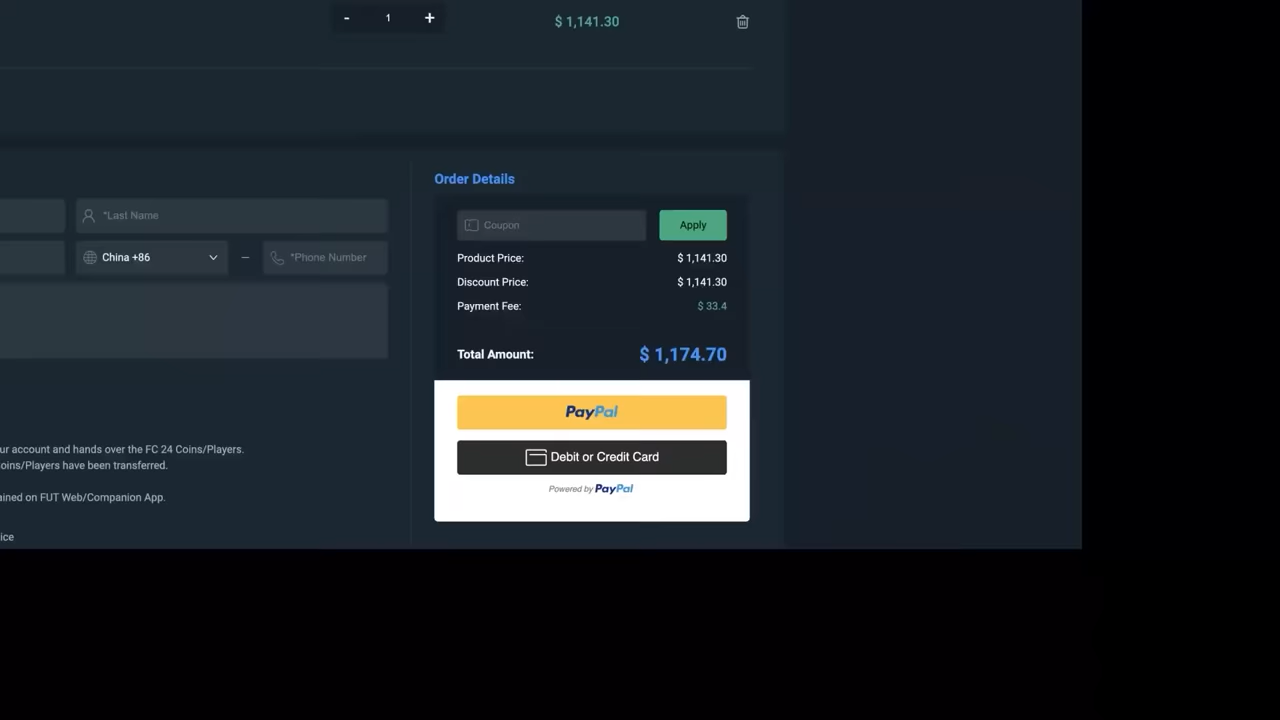 - 1 + $ 1,141.30
Order Details
*Last Name
Coupon Apply
China +86 – *Phone Number
Product Price: $ 1,141.30
Discount Price: $ 1,141.30
Payment Fee: $ 33.4
Total Amount: $ 1,174.70
PayPal
Debit or Credit Card
Powered by PayPal
ur account and hands over the FC 24 Coins/Players.
oins/Players have been transferred.
ained on FUT Web/Companion App.
ice